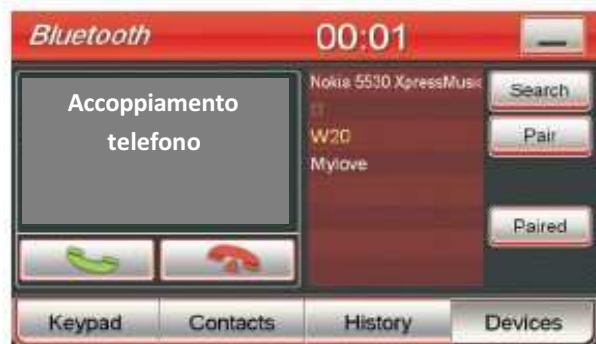 Bluetooth
00:01
Accoppiamento
telefono
Nokia 5530 XpressMusic
W20
Mylove
Search
Pair
Paired
Keypad
Contacts
History
Devices